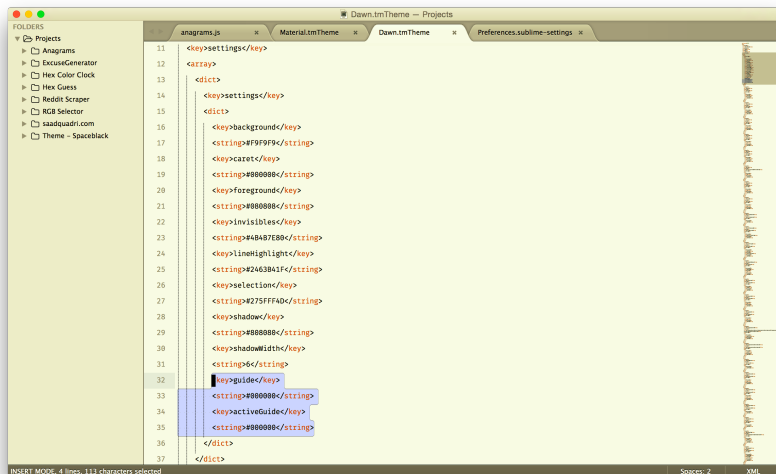 Dawn.tmTheme — Projects
FOLDERS
Projects
Anagrams
ExcuseGenerator
Hex Color Clock
Hex Guess
Reddit Scraper
RGB Selector
saadquadri.com
Theme - Spaceblack
anagrams.js
Material.tmTheme
Dawn.tmTheme
Preferences.sublime-settings
11 <key>settings</key>
12 <array>
13 <dict>
14 <key>settings</key>
15 <dict>
16 <key>background</key>
17 <string>#F9F9F9</string>
18 <key>caret</key>
19 <string>#000000</string>
20 <key>foreground</key>
21 <string>#080808</string>
22 <key>invisibles</key>
23 <string>#4B4B7E80</string>
24 <key>lineHighlight</key>
25 <string>#2463B41F</string>
26 <key>selection</key>
27 <string>#275FFF4D</string>
28 <key>shadow</key>
29 <string>#808080</string>
30 <key>shadowWidth</key>
31 <string>6</string>
32 key>guide</key>
33 <string>#000000</string>
34 <key>activeGuide</key>
35 <string>#000000</string>
36 </dict>
37 </dict>
INSERT MODE, 4 lines, 113 characters selected
Spaces: 2
XML